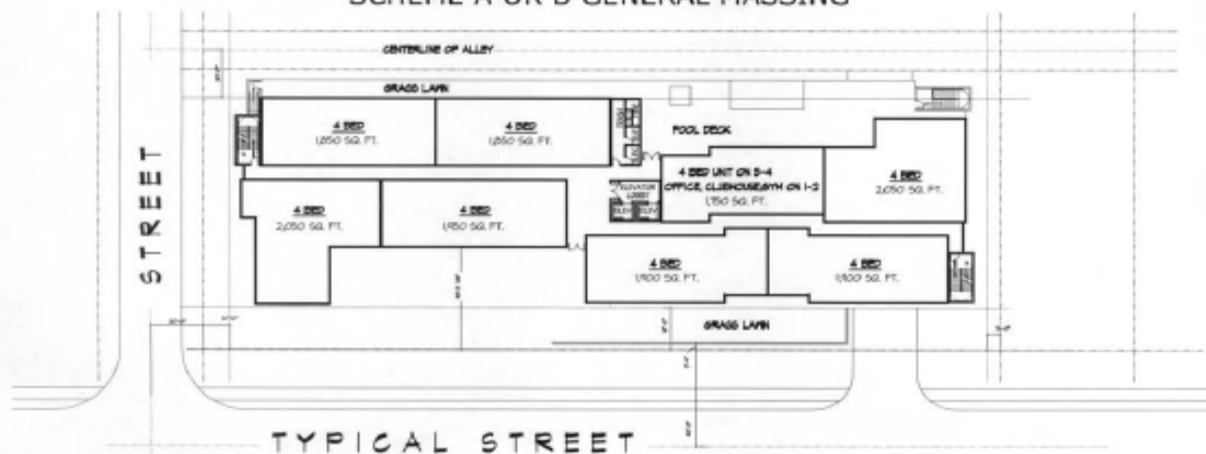 SCHEME A OR B GENERAL MASSING
CENTERLINE OF ALLEY
GRASS LAWN
4 BED
1,850 SQ. FT.
4 BED
1,850 SQ. FT.
POOL DECK
4 BED UNIT ON 3-4
OFFICE, CLUBHOUSE/GYM ON 1-2
1,750 SQ. FT.
4 BED
2,050 SQ. FT.
ELEVATOR
LOBBY
ELEV
ELEV
4 BED
2,050 SQ. FT.
4 BED
1,950 SQ. FT.
4 BED
1,900 SQ. FT.
4 BED
1,900 SQ. FT.
GRASS LAWN
STREET
TYPICAL STREET